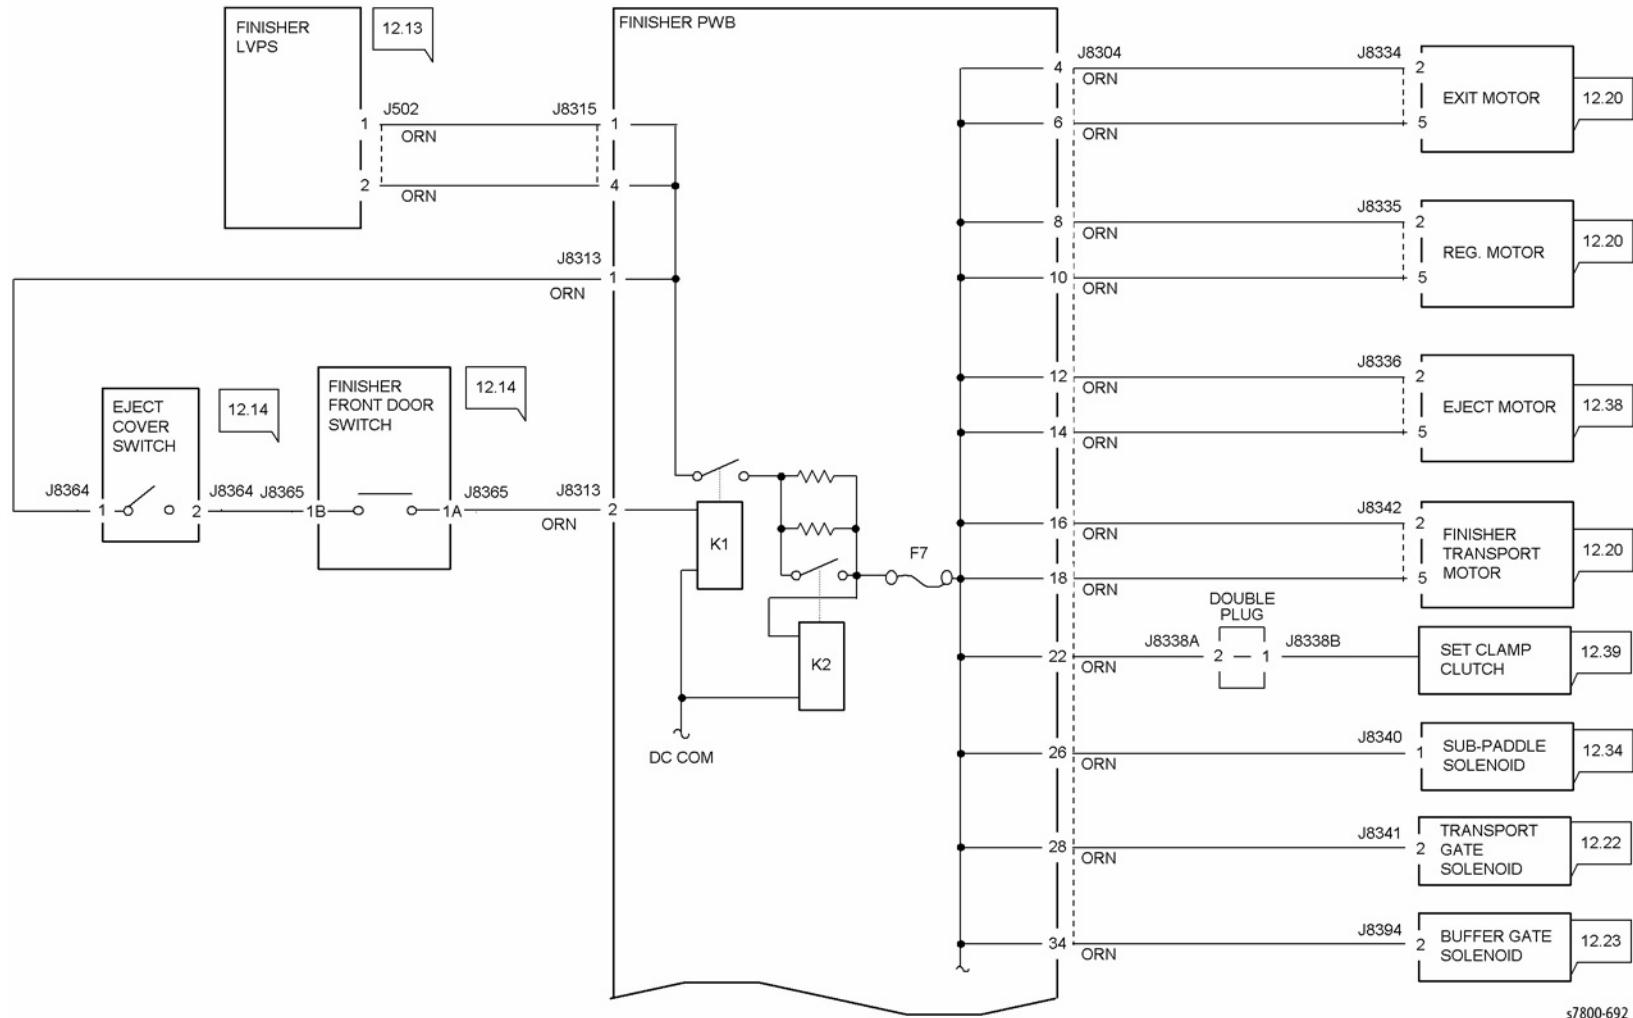 FINISHER
LVPS
12.13
FINISHER PWB
J502
J8315
1
ORN
1
2
ORN
4
J8313
1
ORN
EJECT
COVER
SWITCH
12.14
FINISHER
FRONT DOOR
SWITCH
12.14
J8364
1
2
J8364
J8365
1B
1A
J8365
J8313
ORN
2
K1
K2
F7
DC COM
J8304
4
ORN
J8334
2
EXIT MOTOR
12.20
6
ORN
5
8
ORN
J8335
2
REG. MOTOR
12.20
10
ORN
5
12
ORN
J8336
2
EJECT MOTOR
12.38
14
ORN
5
16
ORN
J8342
2
FINISHER
TRANSPORT
MOTOR
12.20
18
ORN
5
DOUBLE
PLUG
22
ORN
J8338A
2
1
J8338B
SET CLAMP
CLUTCH
12.39
26
ORN
J8340
1
SUB-PADDLE
SOLENOID
12.34
28
ORN
J8341
2
TRANSPORT
GATE
SOLENOID
12.22
34
ORN
J8394
2
BUFFER GATE
SOLENOID
12.23
s7800-692